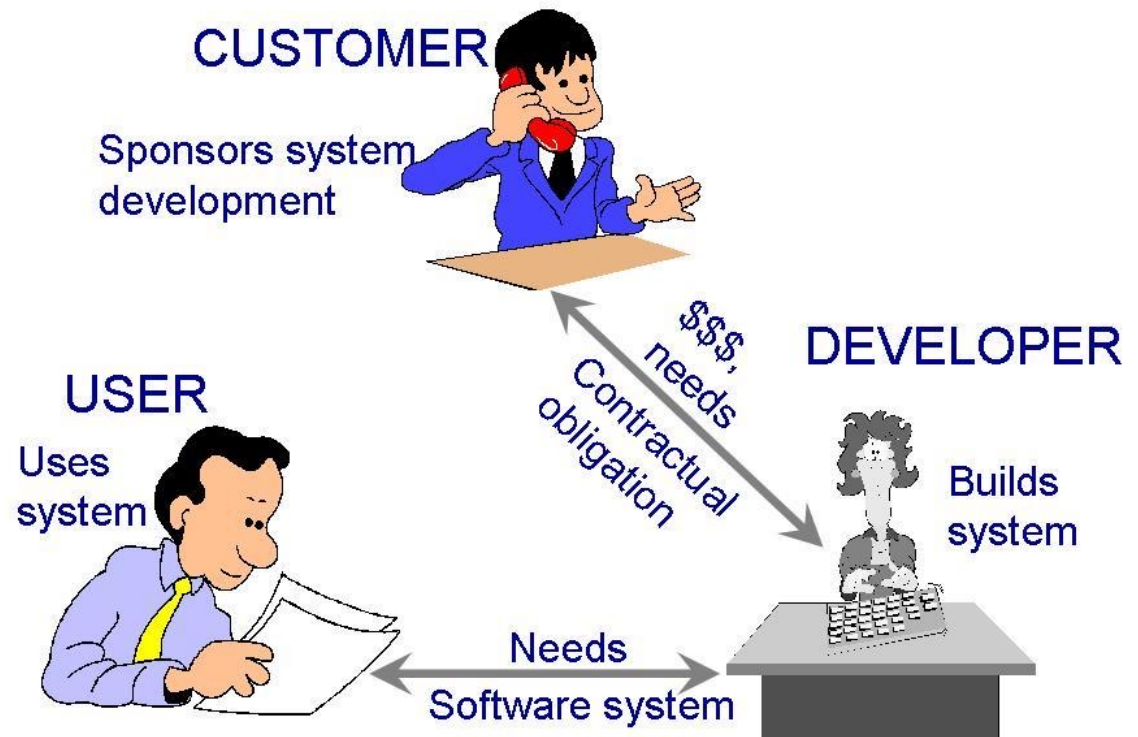 CUSTOMER
Sponsors system
development
$$$,
needs
Contractual
obligation
DEVELOPER
Builds
system
USER
Uses
system
Needs
Software system